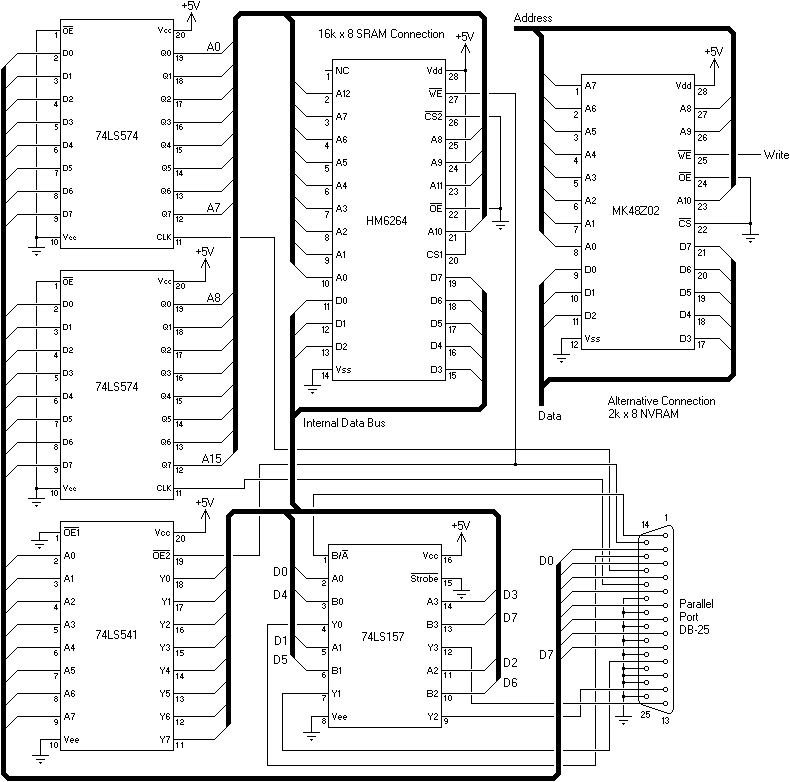 +5V
OE
Vcc
1
20
D0
Q0
2
19
A0
D1
Q1
3
18
D2
Q2
4
17
D3
Q3
5
16
74LS574
D4
Q4
6
15
D5
Q5
7
14
D6
Q6
8
13
D7
Q7
9
12
A7
Vcc
CLK
10
11
+5V
OE
Vcc
1
20
A8
D0
Q0
2
19
D1
Q1
3
18
D2
Q2
4
17
D3
Q3
5
16
74LS574
D4
Q4
6
15
D5
Q5
7
14
D6
Q6
8
13
D7
Q7
9
12
A15
Vcc
CLK
10
11
+5V
OE1
Vcc
1
20
A0
OE2
2
19
A1
Y0
3
18
A2
Y1
4
17
A3
Y2
5
16
74LS541
A4
Y3
6
15
A5
Y4
7
14
A6
Y5
8
13
A7
Y6
9
12
Vee
Y7
10
11
16k x 8 SRAM Connection
+5V
NC
Vdd
1
28
A12
WE
2
27
A7
CS2
3
26
A6
A8
4
25
A5
A9
5
24
A4
A11
6
23
A3
OE
7
22
HM6264
A2
A10
8
21
A1
CS1
9
20
A0
D7
10
19
D0
D6
11
18
D1
D5
12
17
D2
D4
13
16
Vss
D3
14
15
Internal Data Bus
Address
+5V
A7
Vdd
1
28
A6
A8
2
27
A5
A9
3
26
A4
WE
4
25
Write
A3
OE
5
24
A2
A10
6
23
MK48Z02
A1
CS
7
22
A0
D7
8
21
D0
D6
9
20
D1
D5
10
19
D2
D4
11
18
Vss
D3
12
17
Data
Alternative Connection
2k x 8 NVRAM
+5V
B/A
Vcc
1
16
D0
A0
Strobe
2
15
D4
B0
A3
D3
3
14
Y0
B3
D7
4
13
74LS157
D1
A1
Y3
5
12
D5
B1
A2
D2
6
11
Y1
B2
D6
7
10
Vee
Y2
8
9
14
1
D0
D7
Parallel
Port
DB-25
25
13